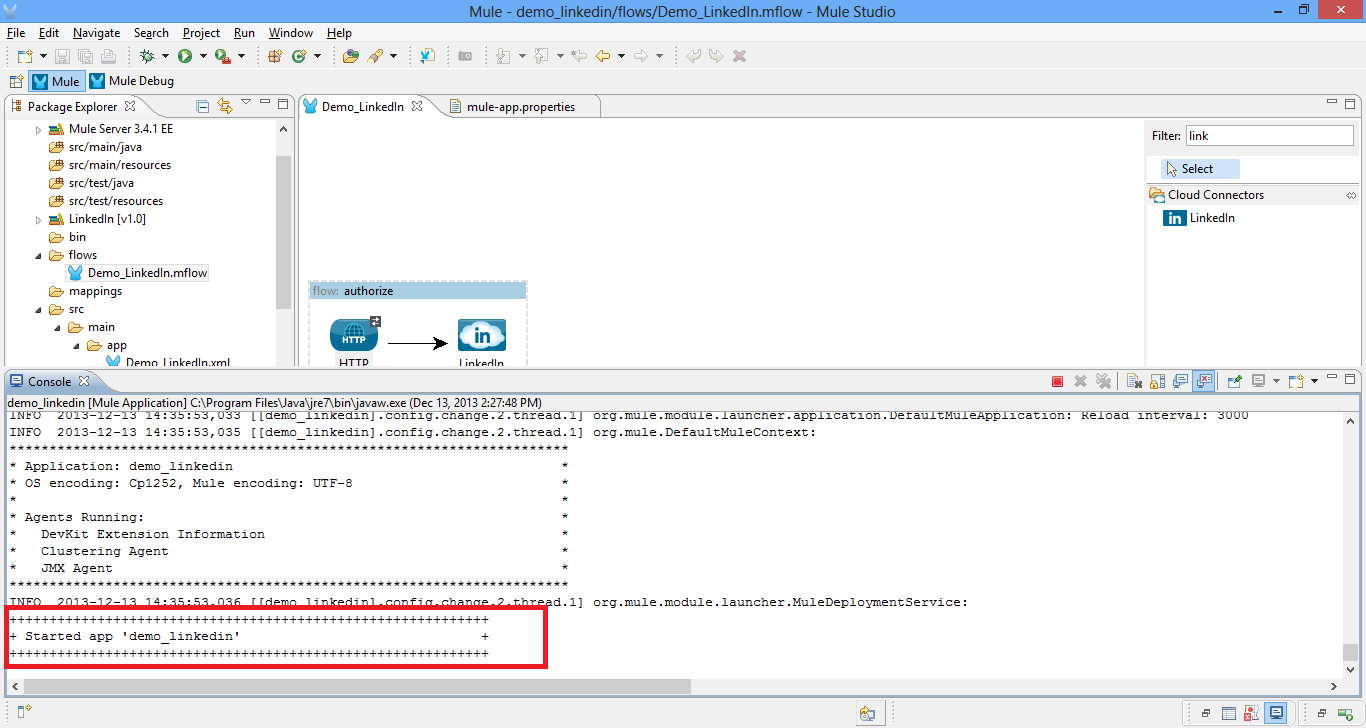 Mule - demo_linkedin/flows/Demo_LinkedIn.mflow - Mule Studio
File Edit Navigate Search Project Run Window Help
Mule Mule Debug
Package Explorer
Mule Server 3.4.1 EE
src/main/java
src/main/resources
src/test/java
src/test/resources
LinkedIn [v1.0]
bin
flows
Demo_LinkedIn.mflow
mappings
src
main
app
Demo_LinkedIn.xml
Demo_LinkedIn mule-app.properties
flow: authorize
HTTP
in
HTTP LinkedIn
Filter: link
Select
Cloud Connectors
in LinkedIn
Console
demo_linkedin [Mule Application] C:\Program Files\Java\jre7\bin\javaw.exe (Dec 13, 2013 2:27:48 PM)
INFO 2013-12-13 14:35:53,033 [[demo_linkedin].config.change.2.thread.1] org.mule.module.launcher.application.DefaultMuleApplication: Reload interval: 3000
INFO 2013-12-13 14:35:53,035 [[demo_linkedin].config.change.2.thread.1] org.mule.DefaultMuleContext:
**********************************************************************
* Application: demo_linkedin *
* OS encoding: Cp1252, Mule encoding: UTF-8 *
* *
* Agents Running: *
* DevKit Extension Information *
* Clustering Agent *
* JMX Agent *
**********************************************************************
INFO 2013-12-13 14:35:53,036 [[demo_linkedin].config.change.2.thread.1] org.mule.module.launcher.MuleDeploymentService:
++++++++++++++++++++++++++++++++++++++++++++++++++++++++++++
+ Started app 'demo_linkedin' +
++++++++++++++++++++++++++++++++++++++++++++++++++++++++++++